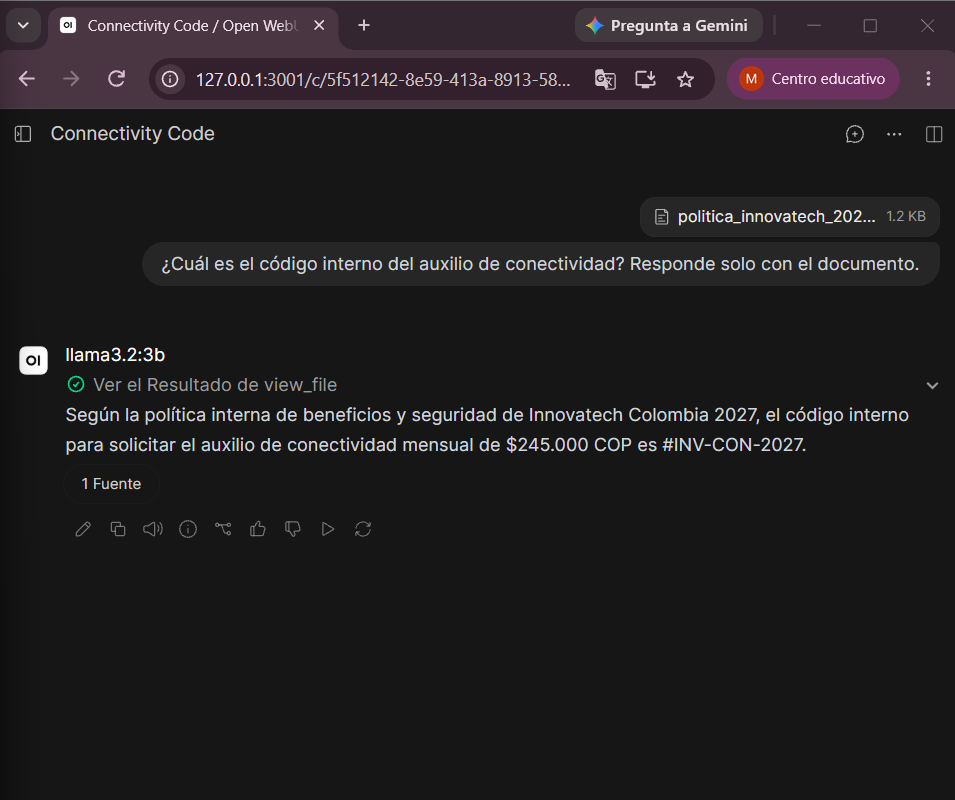 OI Connectivity Code / Open WebU
Pregunta a Gemini
127.0.0.1:3001/c/5f512142-8e59-413a-8913-58...
M Centro educativo
Connectivity Code
politica_innovatech_202... 1.2 KB
¿Cuál es el código interno del auxilio de conectividad? Responde solo con el documento.
OI llama3.2:3b
Ver el Resultado de view_file
Según la política interna de beneficios y seguridad de Innovatech Colombia 2027, el código interno
para solicitar el auxilio de conectividad mensual de $245.000 COP es #INV-CON-2027.
1 Fuente